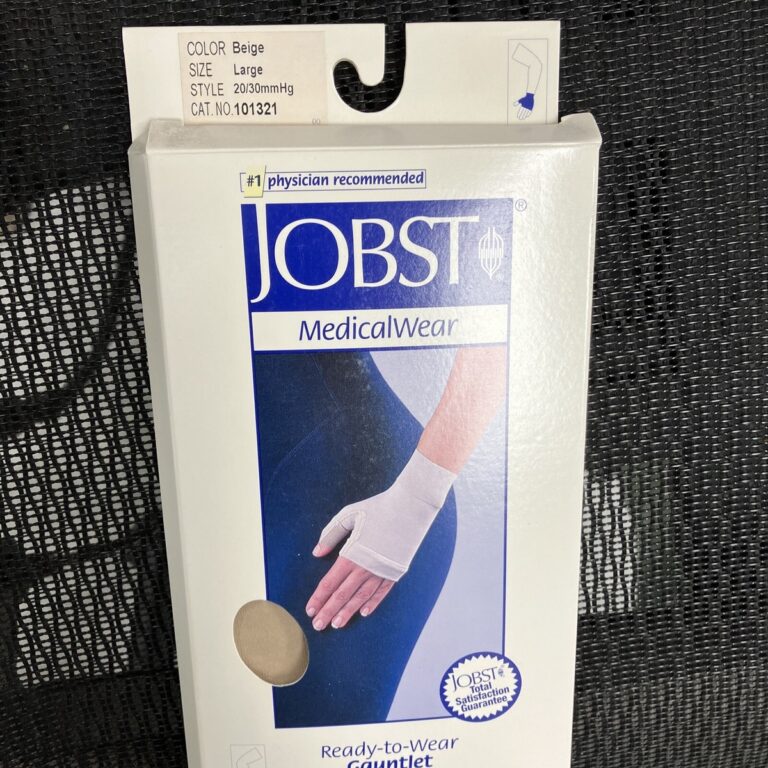 COLOR Beige
SIZE Large
STYLE 20/30mmHg
CAT. NO. 101321
#1 physician recommended
JOBST ®
MedicalWear
JOBST
Total
Satisfaction
Guarantee
Ready-to-Wear
Gauntlet